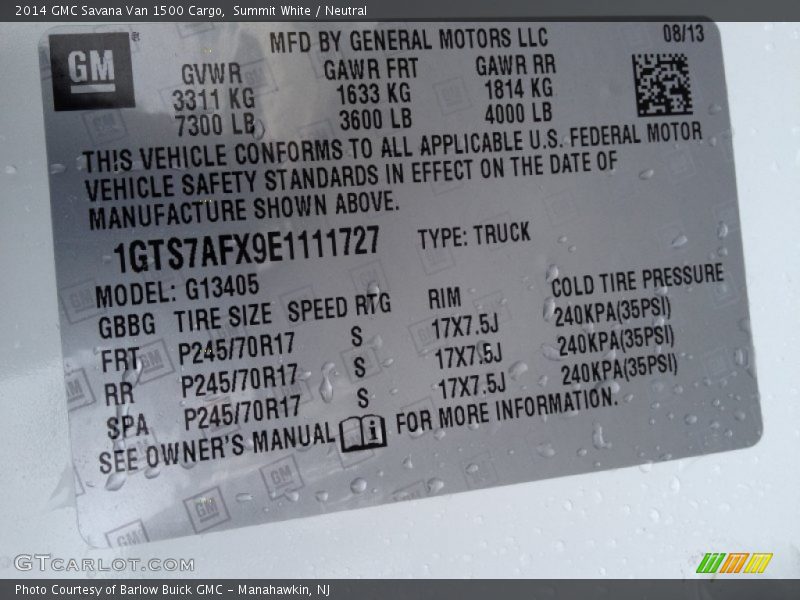 2014 GMC Savana Van 1500 Cargo, Summit White / Neutral
GM
MFD BY GENERAL MOTORS LLC
08/13
GVWR GAWR FRT GAWR RR
3311 KG 1633 KG 1814 KG
7300 LB 3600 LB 4000 LB
THIS VEHICLE CONFORMS TO ALL APPLICABLE U.S. FEDERAL MOTOR
VEHICLE SAFETY STANDARDS IN EFFECT ON THE DATE OF
MANUFACTURE SHOWN ABOVE.
1GTS7AFX9E1111727 TYPE: TRUCK
MODEL: G13405
GBBG TIRE SIZE SPEED RTG RIM COLD TIRE PRESSURE
FRT P245/70R17 S 17X7.5J 240KPA(35PSI)
RR P245/70R17 S 17X7.5J 240KPA(35PSI)
SPA P245/70R17 S 17X7.5J 240KPA(35PSI)
SEE OWNER'S MANUAL i FOR MORE INFORMATION.
GTCARLOT.COM
Photo Courtesy of Barlow Buick GMC - Manahawkin, NJ